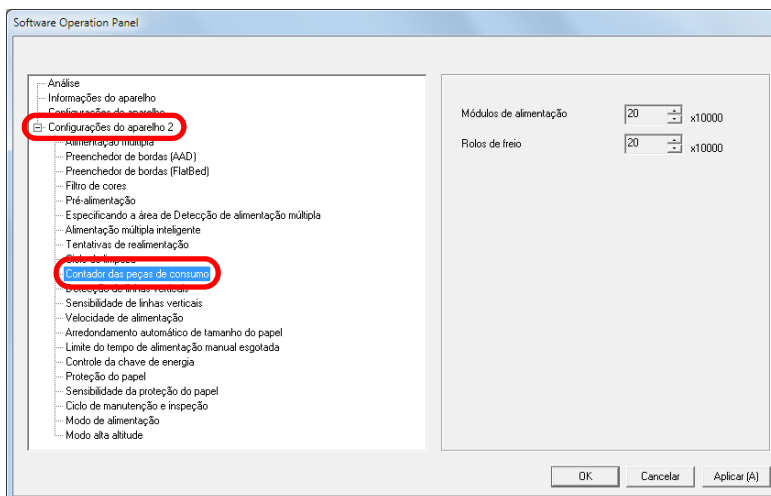 Software Operation Panel
Análise
Informações do aparelho
Configurações do aparelho
Configurações do aparelho 2
Alimentação múltipla
Preenchedor de bordas (AAD)
Preenchedor de bordas (FlatBed)
Filtro de cores
Pré-alimentação
Especificando a área de Detecção de alimentação múltipla
Alimentação múltipla inteligente
Tentativas de realimentação
Ciclo de limpeza
Contador das peças de consumo
Detecção de linhas verticais
Sensibilidade de linhas verticais
Velocidade de alimentação
Arredondamento automático de tamanho do papel
Limite do tempo de alimentação manual esgotada
Controle da chave de energia
Proteção do papel
Sensibilidade da proteção do papel
Ciclo de manutenção e inspeção
Modo de alimentação
Modo alta altitude
Módulos de alimentação 20 x10000
Rolos de freio 20 x10000
OK Cancelar Aplicar (A)